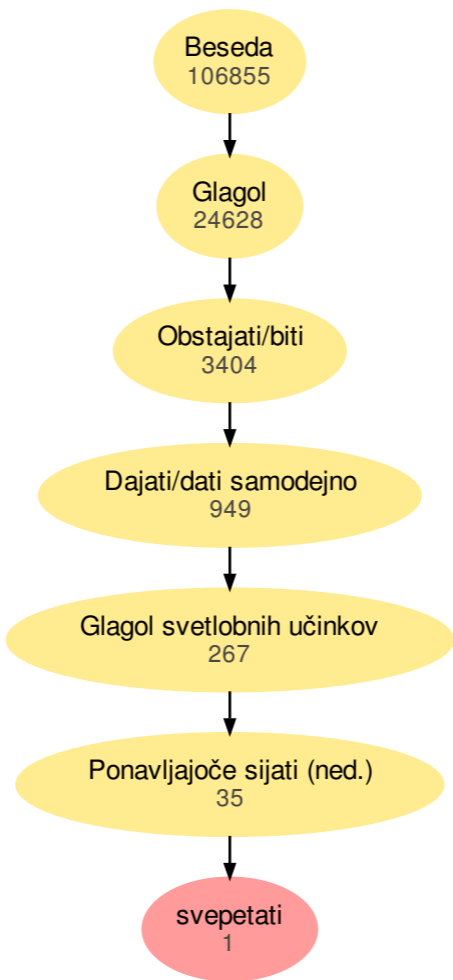 Beseda
106855
Glagol
24628
Obstajati/biti
3404
Dajati/dati samodejno
949
Glagol svetlobnih učinkov
267
Ponavljajoče sijati (ned.)
35
svepetati
1